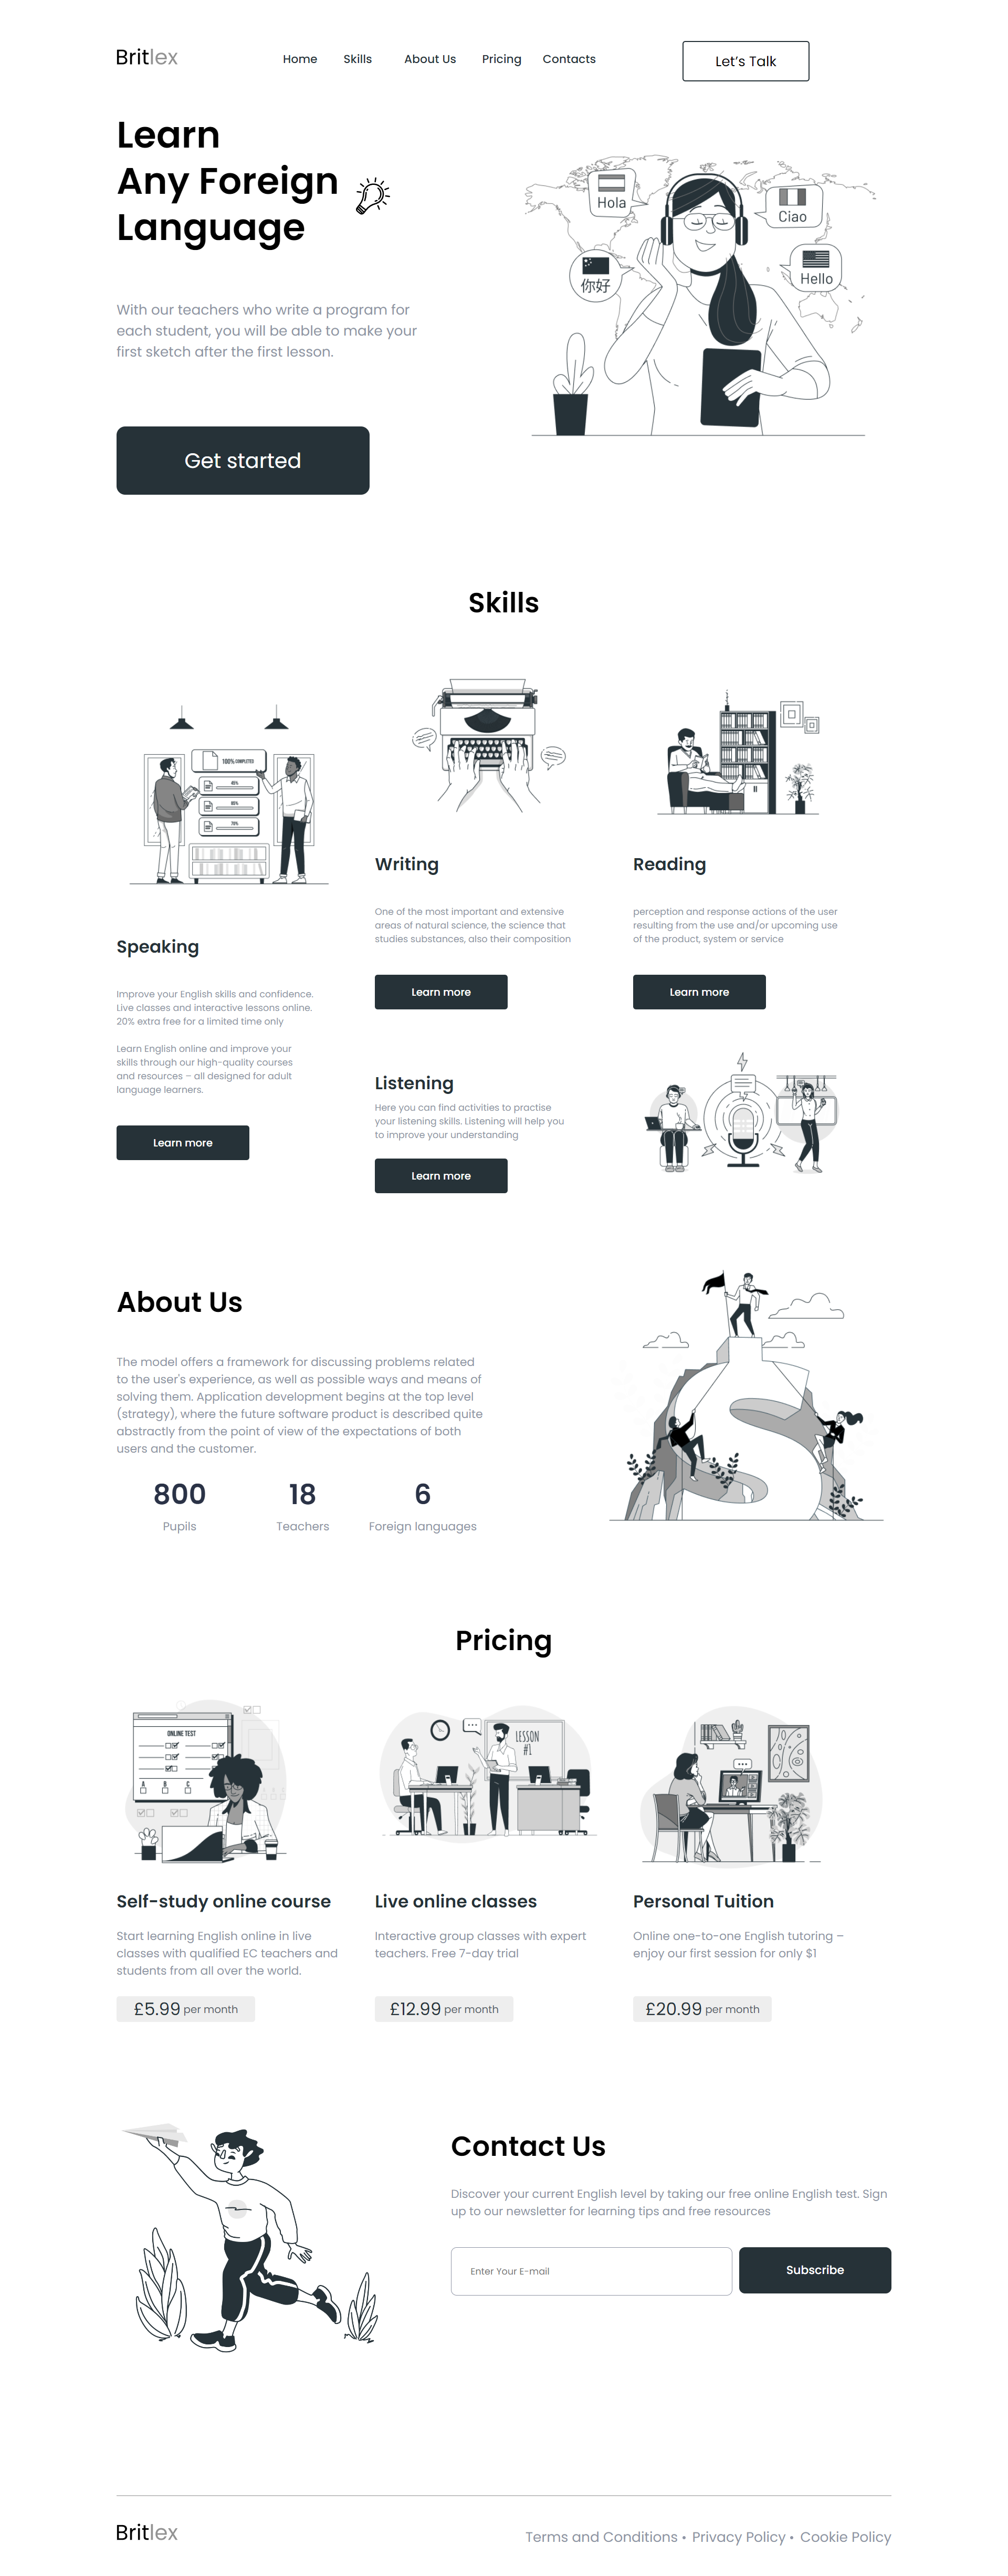 Britlex
Home Skills About Us Pricing Contacts
Let's Talk
Learn
Any Foreign
Language
With our teachers who write a program for
each student, you will be able to make your
first sketch after the first lesson.
Get started
Hola
Ciao
你好
Hello
Skills
100% COMPLETED
45%
85%
70%
Speaking
Improve your English skills and confidence.
Live classes and interactive lessons online.
20% extra free for a limited time only
Learn English online and improve your
skills through our high-quality courses
and resources – all designed for adult
language learners.
Learn more
Writing
One of the most important and extensive
areas of natural science, the science that
studies substances, also their composition
Learn more
Reading
perception and response actions of the user
resulting from the use and/or upcoming use
of the product, system or service
Learn more
Listening
Here you can find activities to practise
your listening skills. Listening will help you
to improve your understanding
Learn more
About Us
The model offers a framework for discussing problems related
to the user's experience, as well as possible ways and means of
solving them. Application development begins at the top level
(strategy), where the future software product is described quite
abstractly from the point of view of the expectations of both
users and the customer.
800
Pupils
18
Teachers
6
Foreign languages
Pricing
ONLINE TEST
A B C
Self-study online course
Start learning English online in live
classes with qualified EC teachers and
students from all over the world.
£5.99 per month
LESSON
#1
Live online classes
Interactive group classes with expert
teachers. Free 7-day trial
£12.99 per month
Personal Tuition
Online one-to-one English tutoring –
enjoy our first session for only $1
£20.99 per month
Contact Us
Discover your current English level by taking our free online English test. Sign
up to our newsletter for learning tips and free resources
Enter Your E-mail
Subscribe
Britlex
Terms and Conditions • Privacy Policy • Cookie Policy